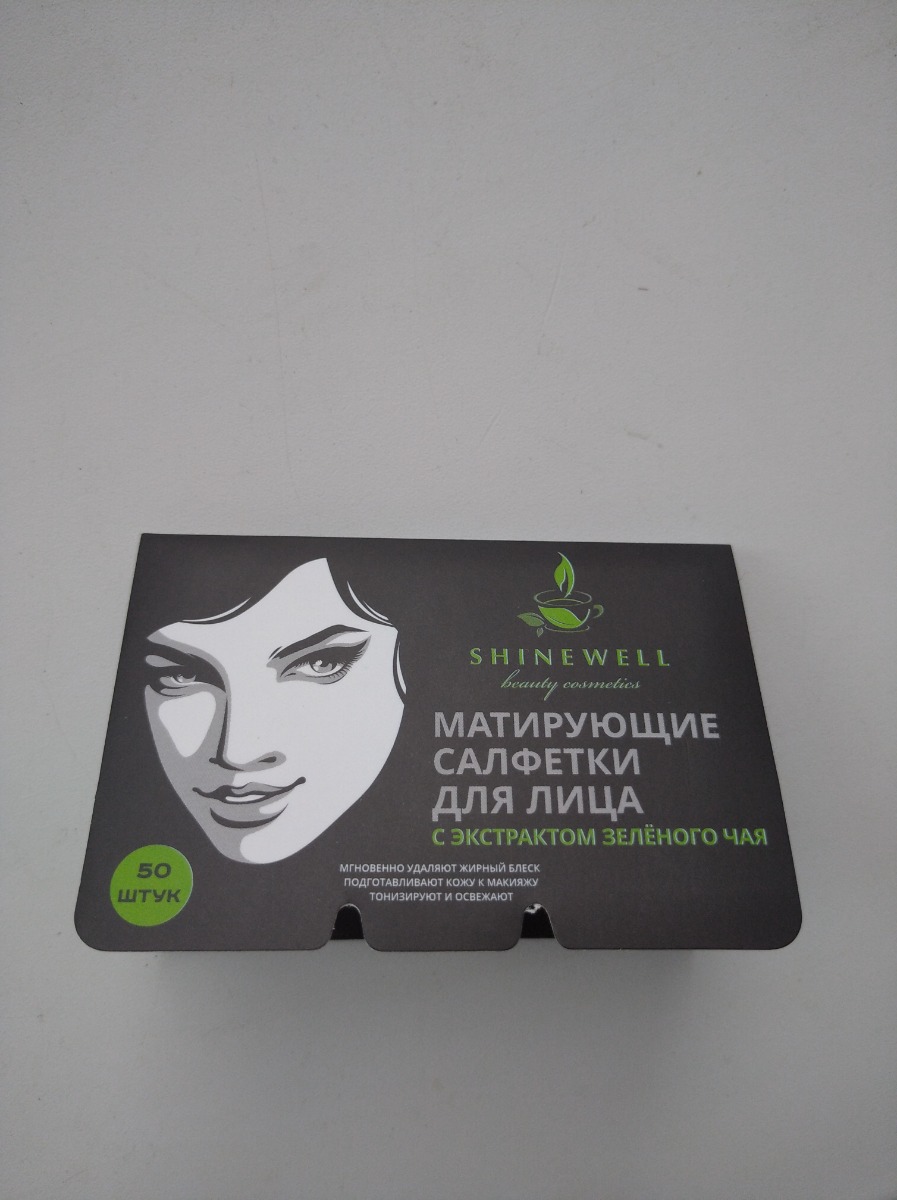 SHINEWELL
beauty cosmetics
МАТИРУЮЩИЕ
САЛФЕТКИ
ДЛЯ ЛИЦА
С ЭКСТРАКТОМ ЗЕЛЁНОГО ЧАЯ
МГНОВЕННО УДАЛЯЮТ ЖИРНЫЙ БЛЕСК
ПОДГОТАВЛИВАЮТ КОЖУ К МАКИЯЖУ
ТОНИЗИРУЮТ И ОСВЕЖАЮТ
50
ШТУК